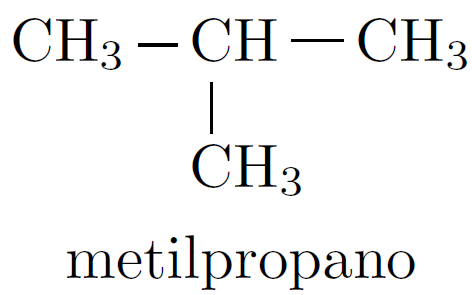 CH₃ — CH — CH₃
|
CH₃
metilpropano